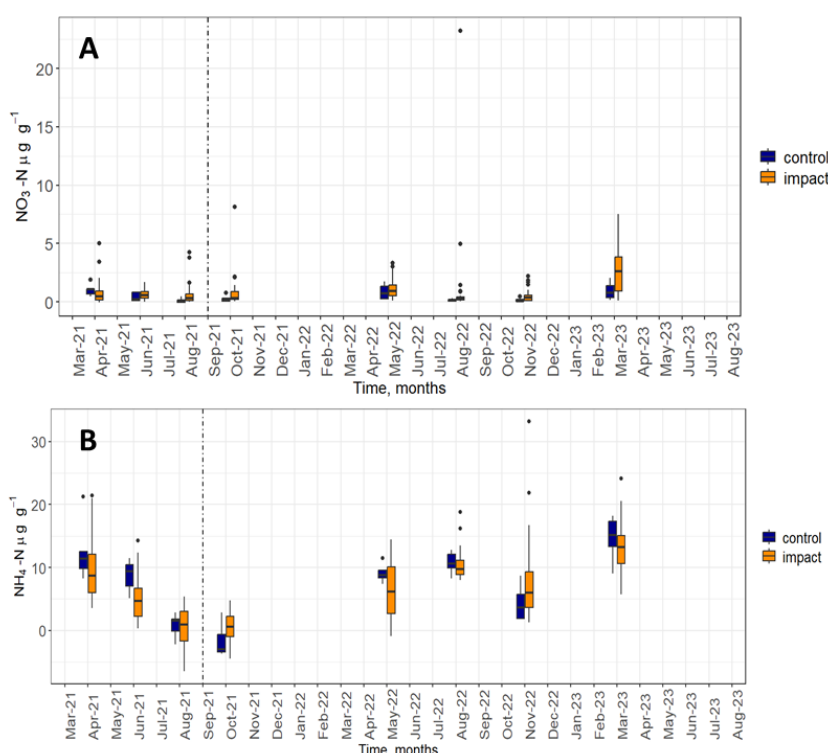 A
20
15
10
5
0
NO3-N µ g g-1
Mar-21
Apr-21
May-21
Jun-21
Jul-21
Aug-21
Sep-21
Oct-21
Nov-21
Dec-21
Jan-22
Feb-22
Mar-22
Apr-22
May-22
Jun-22
Jul-22
Aug-22
Sep-22
Oct-22
Nov-22
Dec-22
Jan-23
Feb-23
Mar-23
Apr-23
May-23
Jun-23
Jul-23
Aug-23
Time, months
control
impact
B
30
20
10
0
NH4-N µ g g-1
Mar-21
Apr-21
May-21
Jun-21
Jul-21
Aug-21
Sep-21
Oct-21
Nov-21
Dec-21
Jan-22
Feb-22
Mar-22
Apr-22
May-22
Jun-22
Jul-22
Aug-22
Sep-22
Oct-22
Nov-22
Dec-22
Jan-23
Feb-23
Mar-23
Apr-23
May-23
Jun-23
Jul-23
Aug-23
Time, months
control
impact